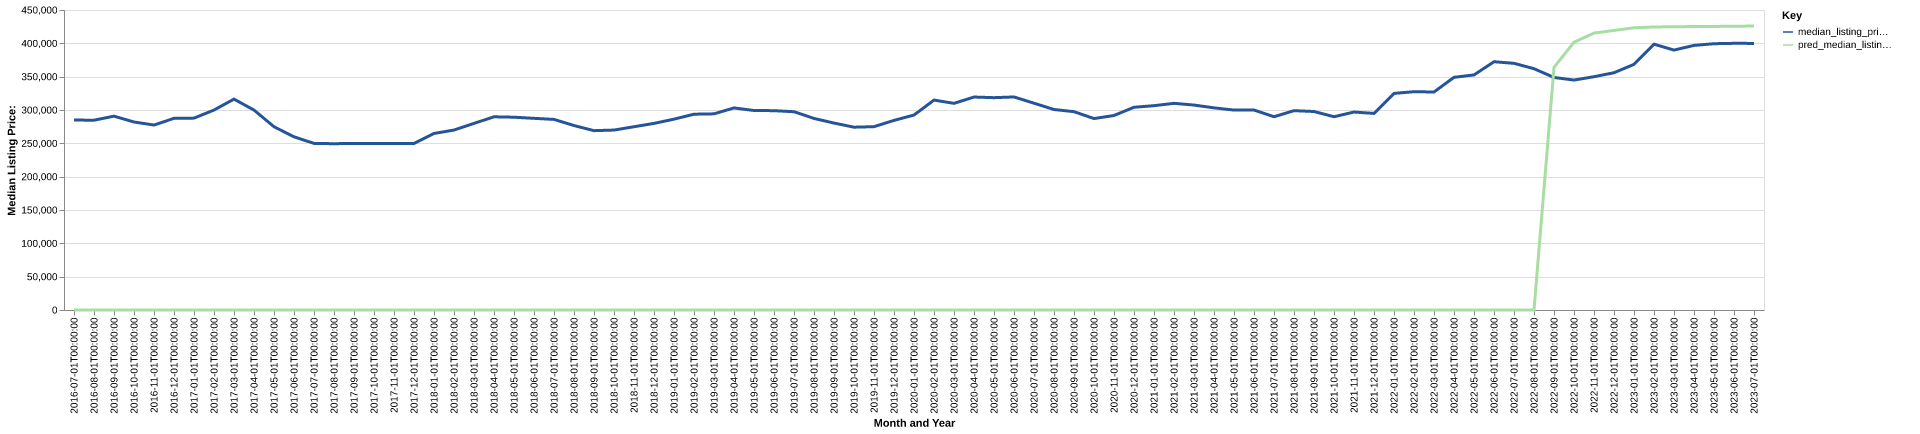 450,000
400,000
350,000
300,000
250,000
200,000
150,000
100,000
50,000
0
Median Listing Price:
2016-07-01T00:00:00
2016-08-01T00:00:00
2016-09-01T00:00:00
2016-10-01T00:00:00
2016-11-01T00:00:00
2016-12-01T00:00:00
2017-01-01T00:00:00
2017-02-01T00:00:00
2017-03-01T00:00:00
2017-04-01T00:00:00
2017-05-01T00:00:00
2017-06-01T00:00:00
2017-07-01T00:00:00
2017-08-01T00:00:00
2017-09-01T00:00:00
2017-10-01T00:00:00
2017-11-01T00:00:00
2017-12-01T00:00:00
2018-01-01T00:00:00
2018-02-01T00:00:00
2018-03-01T00:00:00
2018-04-01T00:00:00
2018-05-01T00:00:00
2018-06-01T00:00:00
2018-07-01T00:00:00
2018-08-01T00:00:00
2018-09-01T00:00:00
2018-10-01T00:00:00
2018-11-01T00:00:00
2018-12-01T00:00:00
2019-01-01T00:00:00
2019-02-01T00:00:00
2019-03-01T00:00:00
2019-04-01T00:00:00
2019-05-01T00:00:00
2019-06-01T00:00:00
2019-07-01T00:00:00
2019-08-01T00:00:00
2019-09-01T00:00:00
2019-10-01T00:00:00
2019-11-01T00:00:00
2019-12-01T00:00:00
2020-01-01T00:00:00
2020-02-01T00:00:00
2020-03-01T00:00:00
2020-04-01T00:00:00
2020-05-01T00:00:00
2020-06-01T00:00:00
2020-07-01T00:00:00
2020-08-01T00:00:00
2020-09-01T00:00:00
2020-10-01T00:00:00
2020-11-01T00:00:00
2020-12-01T00:00:00
2021-01-01T00:00:00
2021-02-01T00:00:00
2021-03-01T00:00:00
2021-04-01T00:00:00
2021-05-01T00:00:00
2021-06-01T00:00:00
2021-07-01T00:00:00
2021-08-01T00:00:00
2021-09-01T00:00:00
2021-10-01T00:00:00
2021-11-01T00:00:00
2021-12-01T00:00:00
2022-01-01T00:00:00
2022-02-01T00:00:00
2022-03-01T00:00:00
2022-04-01T00:00:00
2022-05-01T00:00:00
2022-06-01T00:00:00
2022-07-01T00:00:00
2022-08-01T00:00:00
2022-09-01T00:00:00
2022-10-01T00:00:00
2022-11-01T00:00:00
2022-12-01T00:00:00
2023-01-01T00:00:00
2023-02-01T00:00:00
2023-03-01T00:00:00
2023-04-01T00:00:00
2023-05-01T00:00:00
2023-06-01T00:00:00
2023-07-01T00:00:00
Month and Year
Key
median_listing_pri…
pred_median_listin…